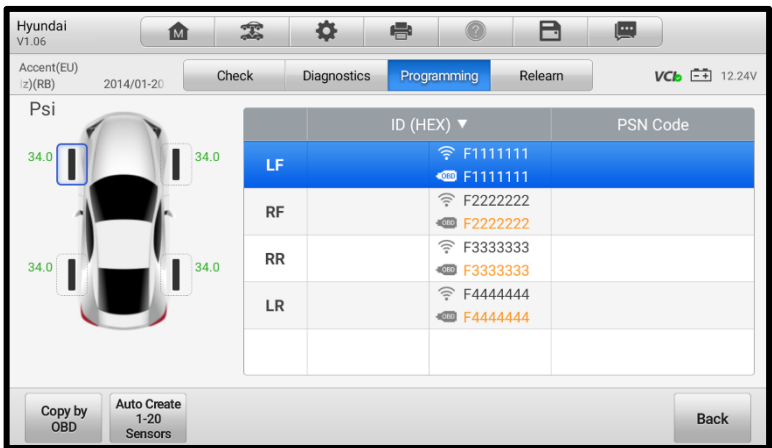 Hyundai
V1.06
M
?
Accent(EU)
iz)(RB) 2014/01-20
Check Diagnostics Programming Relearn
VCI 12.24V
Psi
ID (HEX) ▼ PSN Code
34.0 34.0
LF F1111111
OBD F1111111
RF F2222222
OBD F2222222
34.0 34.0
RR F3333333
OBD F3333333
LR F4444444
OBD F4444444
Copy by
OBD
Auto Create
1-20
Sensors
Back